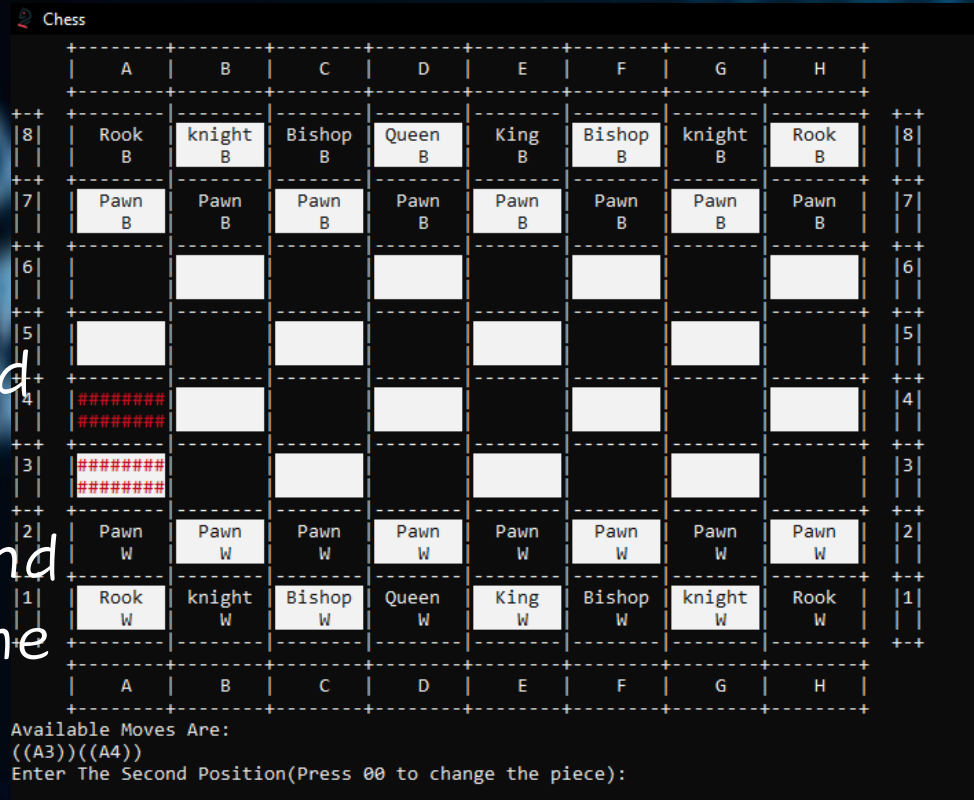 Chess
A B C D E F G H
8 Rook knight Bishop Queen King Bishop knight Rook 8
B B B B B B B B
7 Pawn Pawn Pawn Pawn Pawn Pawn Pawn Pawn 7
B B B B B B B B
6 6
5 5
d
4 ######## 4
########
3 ######## 3
########
2 Pawn Pawn Pawn Pawn Pawn Pawn Pawn Pawn 2
nd W W W W W W W W
1 Rook knight Bishop Queen King Bishop knight Rook 1
W W W W W W W W
ne
A B C D E F G H
Available Moves Are:
((A3))((A4))
Enter The Second Position(Press 00 to change the piece):